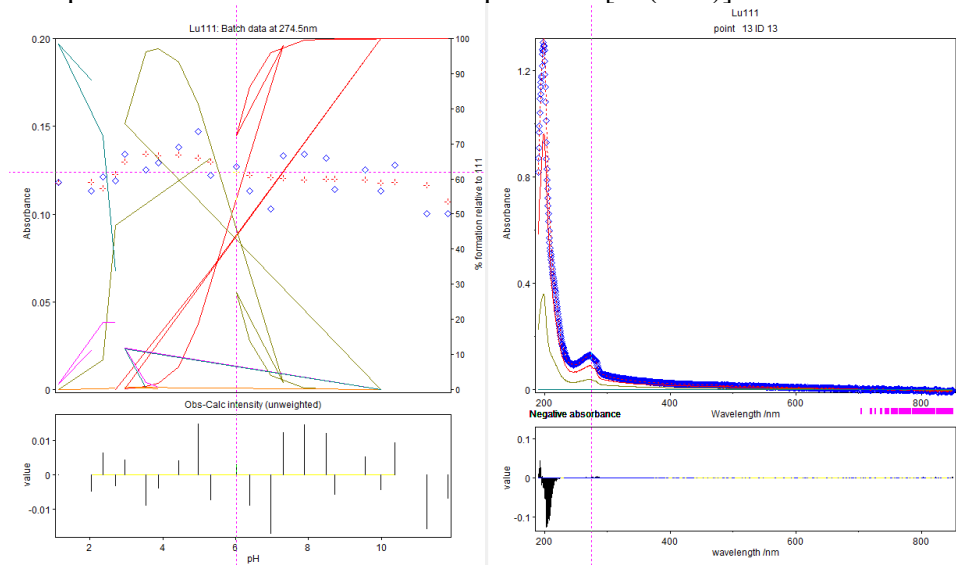 Lu111: Batch data at 274.5nm
0.20
0.15
0.10
0.05
0.00
Absorbance
100
90
80
70
60
50
40
30
20
10
0
% formation relative to 111
Obs-Calc intensity (unweighted)
0.01
0
-0.01
value
2 4 6 8 10
pH
Lu111
point 13 ID 13
1.2
0.8
0.4
0.0
Absorbance
200 400 600 800
Negative absorbance
Wavelength /nm
0.1
0
-0.1
value
200 400 600 800
wavelength /nm